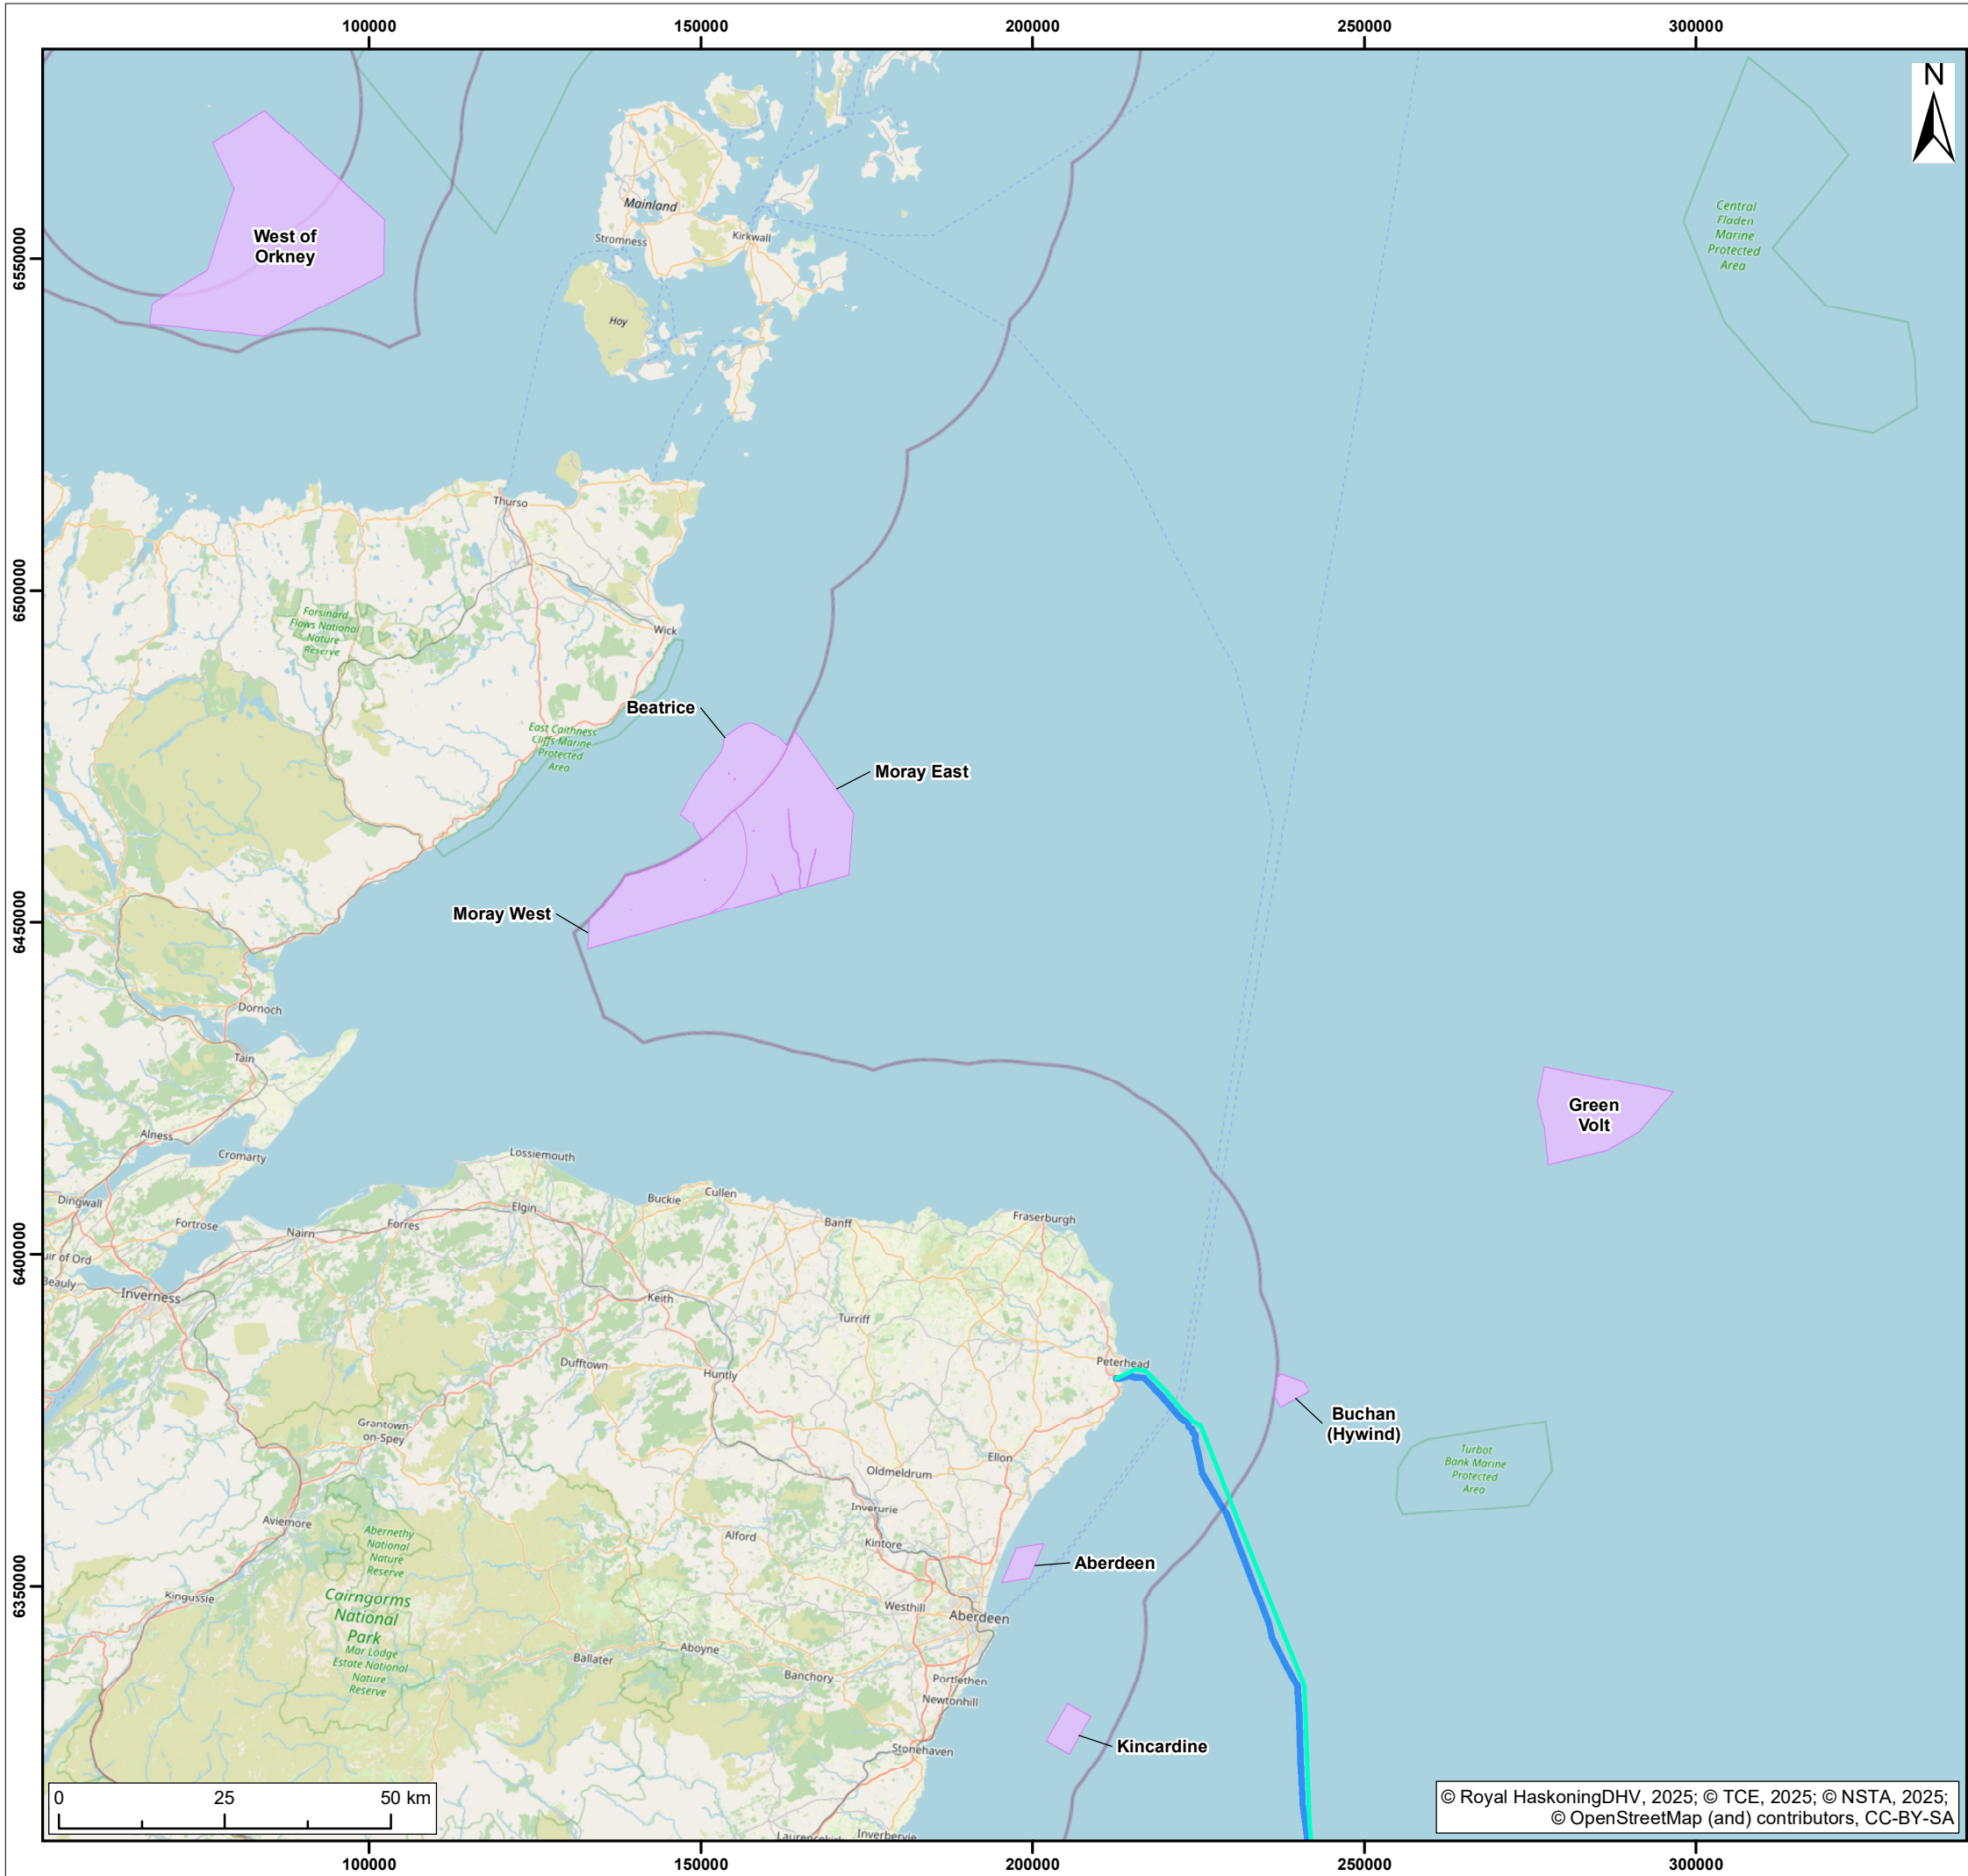 100000
150000
200000
250000
300000
N
6550000
6500000
6450000
6400000
6350000
West of
Orkney
Mainland
Stromness
Kirkwall
Hoy
Central
Fladen
Marine
Protected
Area
Thurso
Forsinard
Flows National
Nature
Reserve
Wick
Beatrice
East Caithness
Cliffs Marine
Protected
Area
Moray East
Moray West
Dornoch
Tain
Green
Volt
Alness
Cromarty
Lossiemouth
Dingwall
Buckie
Cullen
Elgin
Fortrose
Forres
Nairn
Banff
Fraserburgh
uir of Ord
Beauly
Inverness
Keith
Turriff
Dufftown
Huntly
Peterhead
Grantown-
on-Spey
Buchan
(Hywind)
Ellon
Oldmeldrum
Turbot
Bank Marine
Protected
Area
Inverurie
Aviemore
Abernethy
National
Nature
Reserve
Alford
Kintore
Aberdeen
Kingussie
Cairngorms
National
Park
Mar Lodge
Estate National
Nature
Reserve
Westhill
Aberdeen
Aboyne
Ballater
Banchory
Portlethen
Newtonhill
Stonehaven
Kincardine
Laurencekirk
Inverbervie
0
25
50 km
© Royal HaskoningDHV, 2025; © TCE, 2025; © NSTA, 2025;
© OpenStreetMap (and) contributors, CC-BY-SA
100000
150000
200000
250000
300000